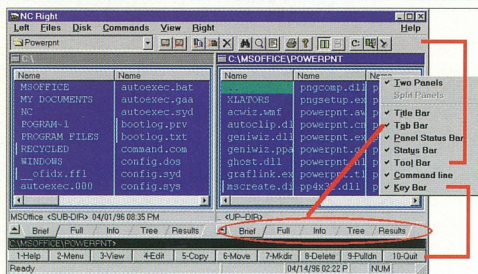 NC Right
Left Files Disk Commands View Right Help
Powerpnt
C:
C:\
C:\MSOFFICE\POWERPNT
Name Name Name Name
MSOFFICE autoexec.bat
MY DOCUMENTS autoexec.gaa
NC autoexec.syd
POGRAM~1 bootlog.prv
PROGRAM FILES bootlog.txt
RECYCLED command.com
WINDOWS config.dos
__ofidx.ffl config.syd
autoexec.000 config.sys
.. pngcomp.dll
XLATORS pngsetup.ex
acwiz.wmf powerpnt.aw
autoclip.dl powerpnt.cn
geniwiz.dll powerpnt.ex
geniwiz.ppa powerpnt.g
ghost.dll powerpnt.hl
graflink.ex powerpnt.tl
mscreate.di pp4x32.dll
Two Panels
Split Panels
Title Bar
Tab Bar
Panel Status Bar
Status Bar
Tool Bar
Command line
Key Bar
MSOffice <SUB-DIR> 04/01/96 08:35 PM
<UP--DIR>
Brief Full Info Tree Results
Brief Full Info Tree Results
C:\MSOFFICE\POWERPNT>
1-Help 2-Menu 3-View 4-Edit 5-Copy 6-Move 7-Mkdir 8-Delete 9-Pulldn 10-Quit
Ready 04/14/96 02:22 P NUM